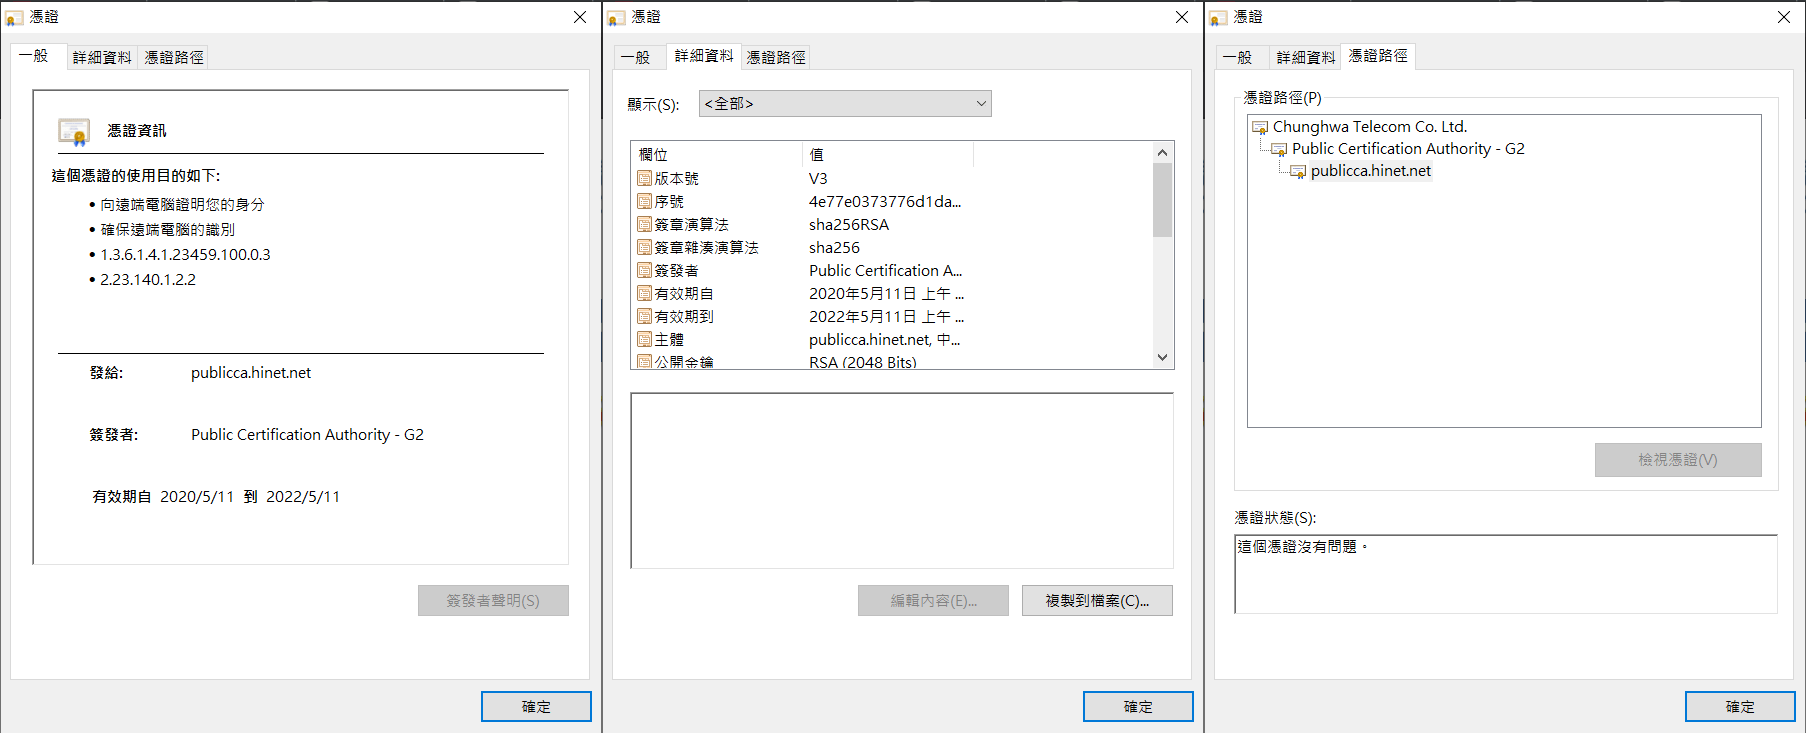 憑證
一般
詳細資料
憑證路徑
憑證資訊
這個憑證的使用目的如下:
• 向遠端電腦證明您的身分
• 確保遠端電腦的識別
• 1.3.6.1.4.1.23459.100.0.3
• 2.23.140.1.2.2
發給: publicca.hinet.net
簽發者: Public Certification Authority - G2
有效期自 2020/5/11 到 2022/5/11
簽發者聲明(S)
確定
憑證
一般
詳細資料
憑證路徑
顯示(S): <全部>
欄位 值
版本號 V3
序號 4e77e0373776d1da...
簽章演算法 sha256RSA
簽章雜湊演算法 sha256
簽發者 Public Certification A...
有效期自 2020年5月11日 上午 ...
有效期到 2022年5月11日 上午 ...
主體 publicca.hinet.net, 中...
公開金鑰 RSA (2048 Bits)
編輯內容(E)...
複製到檔案(C)...
確定
憑證
一般
詳細資料
憑證路徑
憑證路徑(P)
Chunghwa Telecom Co. Ltd.
Public Certification Authority - G2
publicca.hinet.net
檢視憑證(V)
憑證狀態(S):
這個憑證沒有問題。
確定